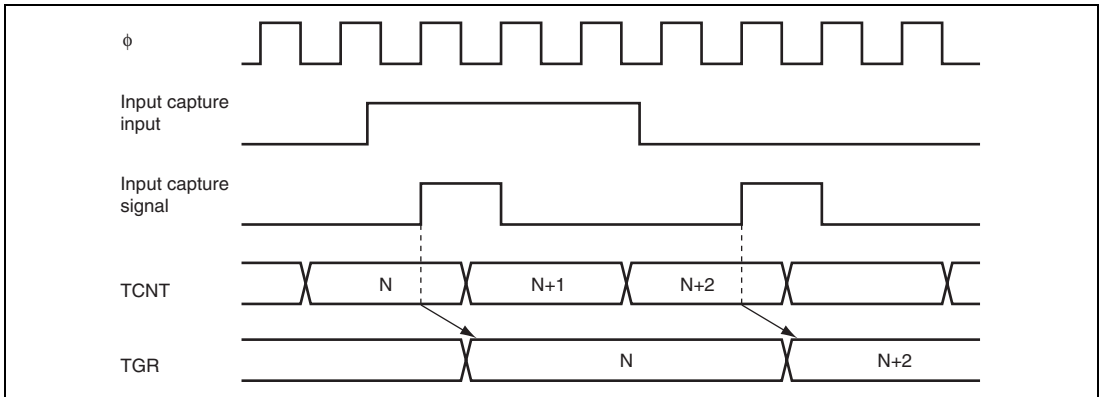 ϕ
Input capture
input
Input capture
signal
TCNT
N
N+1
N+2
TGR
N
N+2